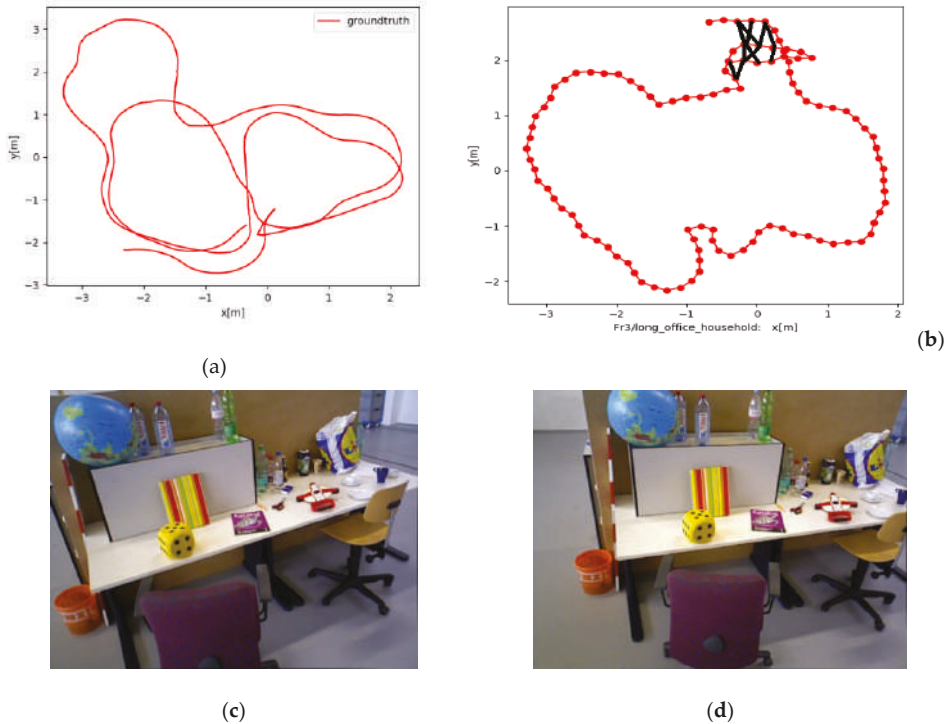 groundtruth
3
2
1
0
−1
−2
−3
y[m]
−3 −2 −1 0 1 2
x[m]
(a)
2
1
0
−1
−2
y[m]
−3 −2 −1 0 1 2
Fr3/long_office_household: x[m]
(b)
(c)
(d)